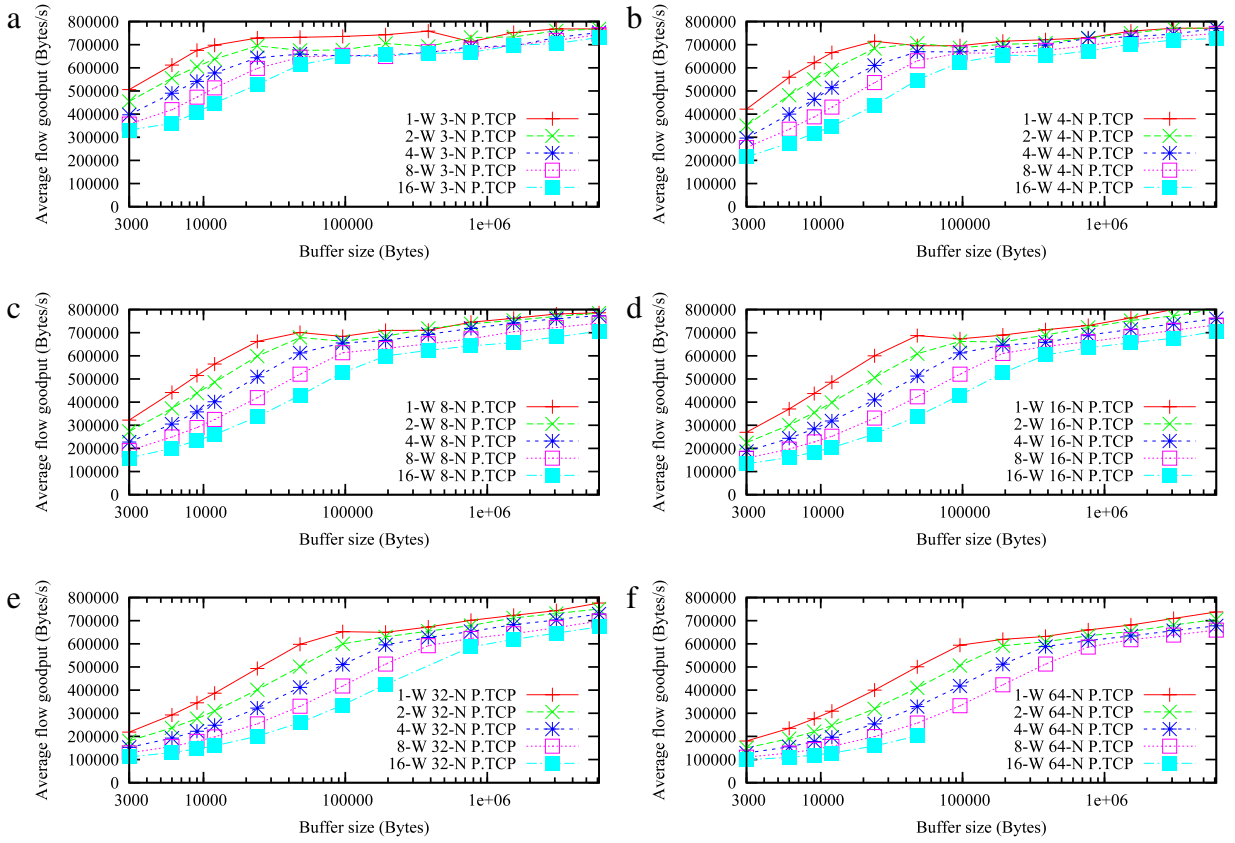 a
Average flow goodput (Bytes/s)
800000
700000
600000
500000
400000
300000
200000
100000
0
1-W 3-N P.TCP
2-W 3-N P.TCP
4-W 3-N P.TCP
8-W 3-N P.TCP
16-W 3-N P.TCP
3000 10000 100000 1e+06
Buffer size (Bytes)
b
Average flow goodput (Bytes/s)
800000
700000
600000
500000
400000
300000
200000
100000
0
1-W 4-N P.TCP
2-W 4-N P.TCP
4-W 4-N P.TCP
8-W 4-N P.TCP
16-W 4-N P.TCP
3000 10000 100000 1e+06
Buffer size (Bytes)
c
Average flow goodput (Bytes/s)
800000
700000
600000
500000
400000
300000
200000
100000
0
1-W 8-N P.TCP
2-W 8-N P.TCP
4-W 8-N P.TCP
8-W 8-N P.TCP
16-W 8-N P.TCP
3000 10000 100000 1e+06
Buffer size (Bytes)
d
Average flow goodput (Bytes/s)
800000
700000
600000
500000
400000
300000
200000
100000
0
1-W 16-N P.TCP
2-W 16-N P.TCP
4-W 16-N P.TCP
8-W 16-N P.TCP
16-W 16-N P.TCP
3000 10000 100000 1e+06
Buffer size (Bytes)
e
Average flow goodput (Bytes/s)
800000
700000
600000
500000
400000
300000
200000
100000
0
1-W 32-N P.TCP
2-W 32-N P.TCP
4-W 32-N P.TCP
8-W 32-N P.TCP
16-W 32-N P.TCP
3000 10000 100000 1e+06
Buffer size (Bytes)
f
Average flow goodput (Bytes/s)
800000
700000
600000
500000
400000
300000
200000
100000
0
1-W 64-N P.TCP
2-W 64-N P.TCP
4-W 64-N P.TCP
8-W 64-N P.TCP
16-W 64-N P.TCP
3000 10000 100000 1e+06
Buffer size (Bytes)